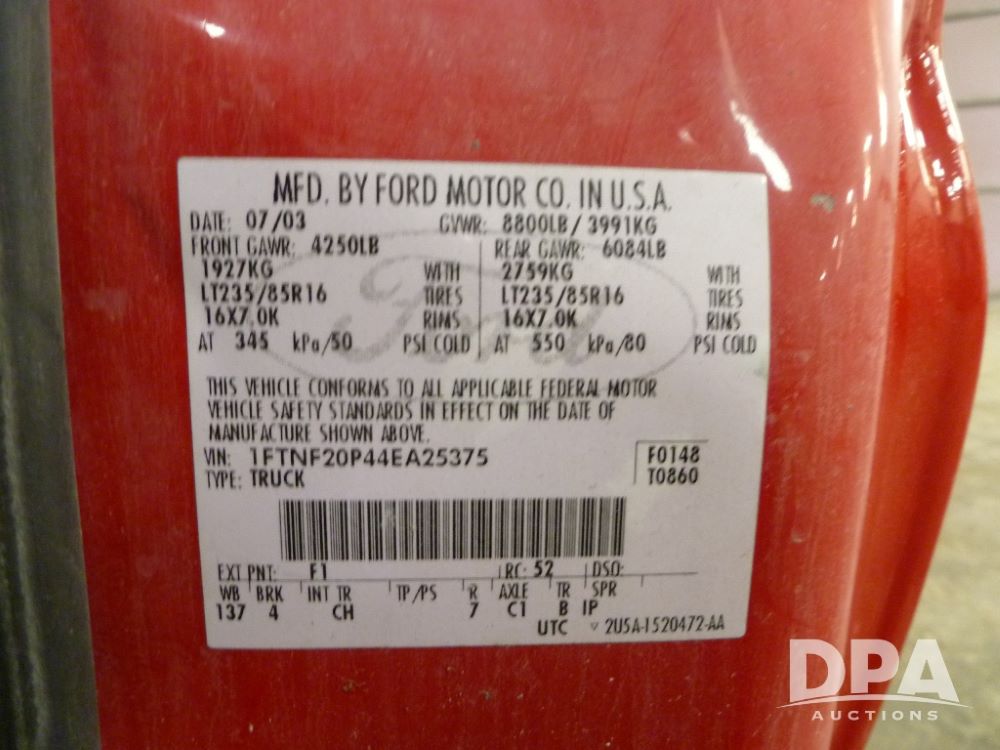 MFD. BY FORD MOTOR CO. IN U.S.A.
DATE: 07/03 GVWR: 8800LB / 3991KG
FRONT GAWR: 4250LB REAR GAWR: 6084LB
1927KG WITH 2759KG WITH
LT235/85R16 TIRES LT235/85R16 TIRES
16X7.0K RIMS 16X7.0K RIMS
AT 345 kPa/50 PSI COLD AT 550 kPa/80 PSI COLD
Ford
THIS VEHICLE CONFORMS TO ALL APPLICABLE FEDERAL MOTOR
VEHICLE SAFETY STANDARDS IN EFFECT ON THE DATE OF
MANUFACTURE SHOWN ABOVE.
VIN: 1FTNF20P44EA25375 F0148
TYPE: TRUCK T0860
EXT PNT: F1 RC: 52 DSO:
WB BRK INT TR TP/PS R AXLE TR SPR
137 4 CH 7 C1 B IP
UTC ▽ 2U5A-1520472-AA
DPA
AUCTIONS